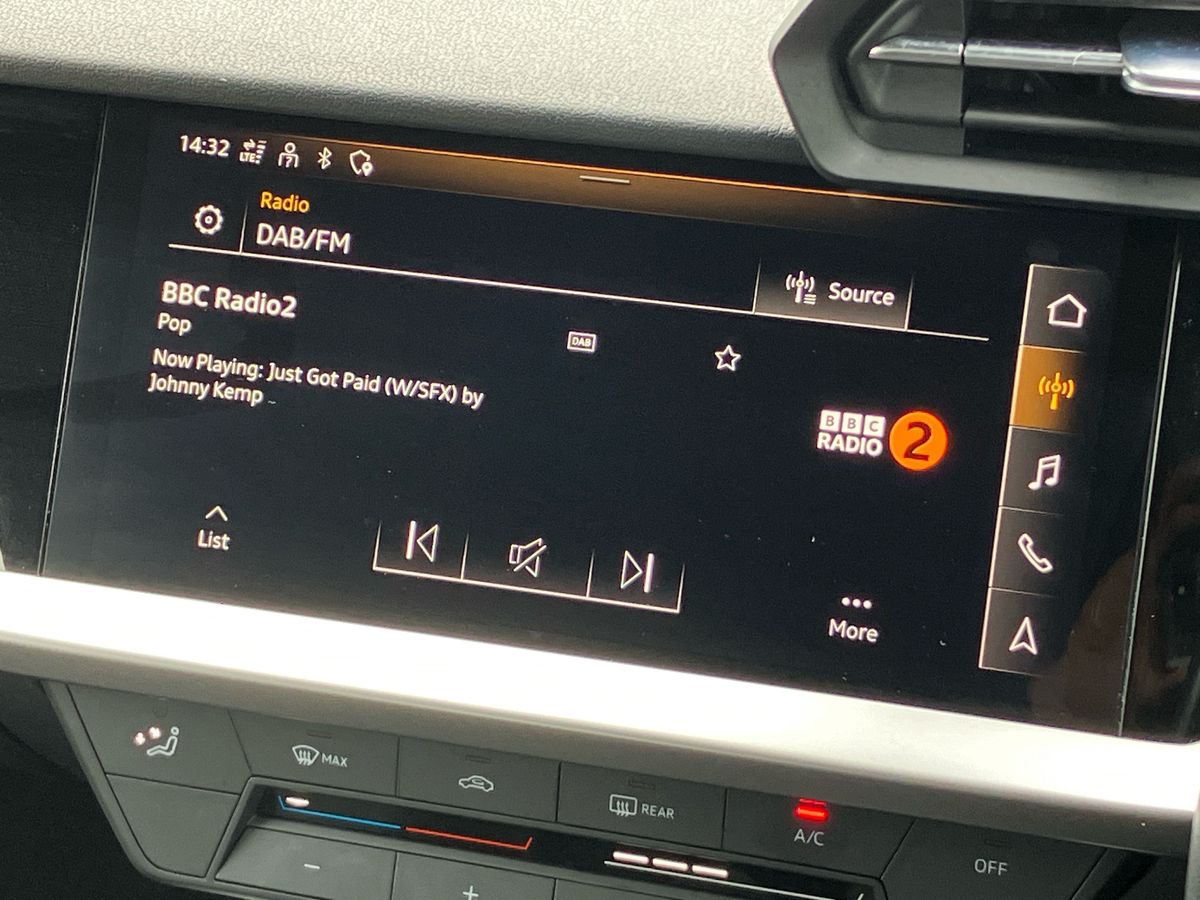 14:32 LTE
Radio
DAB/FM
Source
BBC Radio2
Pop
DAB
Now Playing: Just Got Paid (W/SFX) by
Johnny Kemp
BBC
RADIO 2
List
More
MAX
REAR
A/C
OFF
- 
+